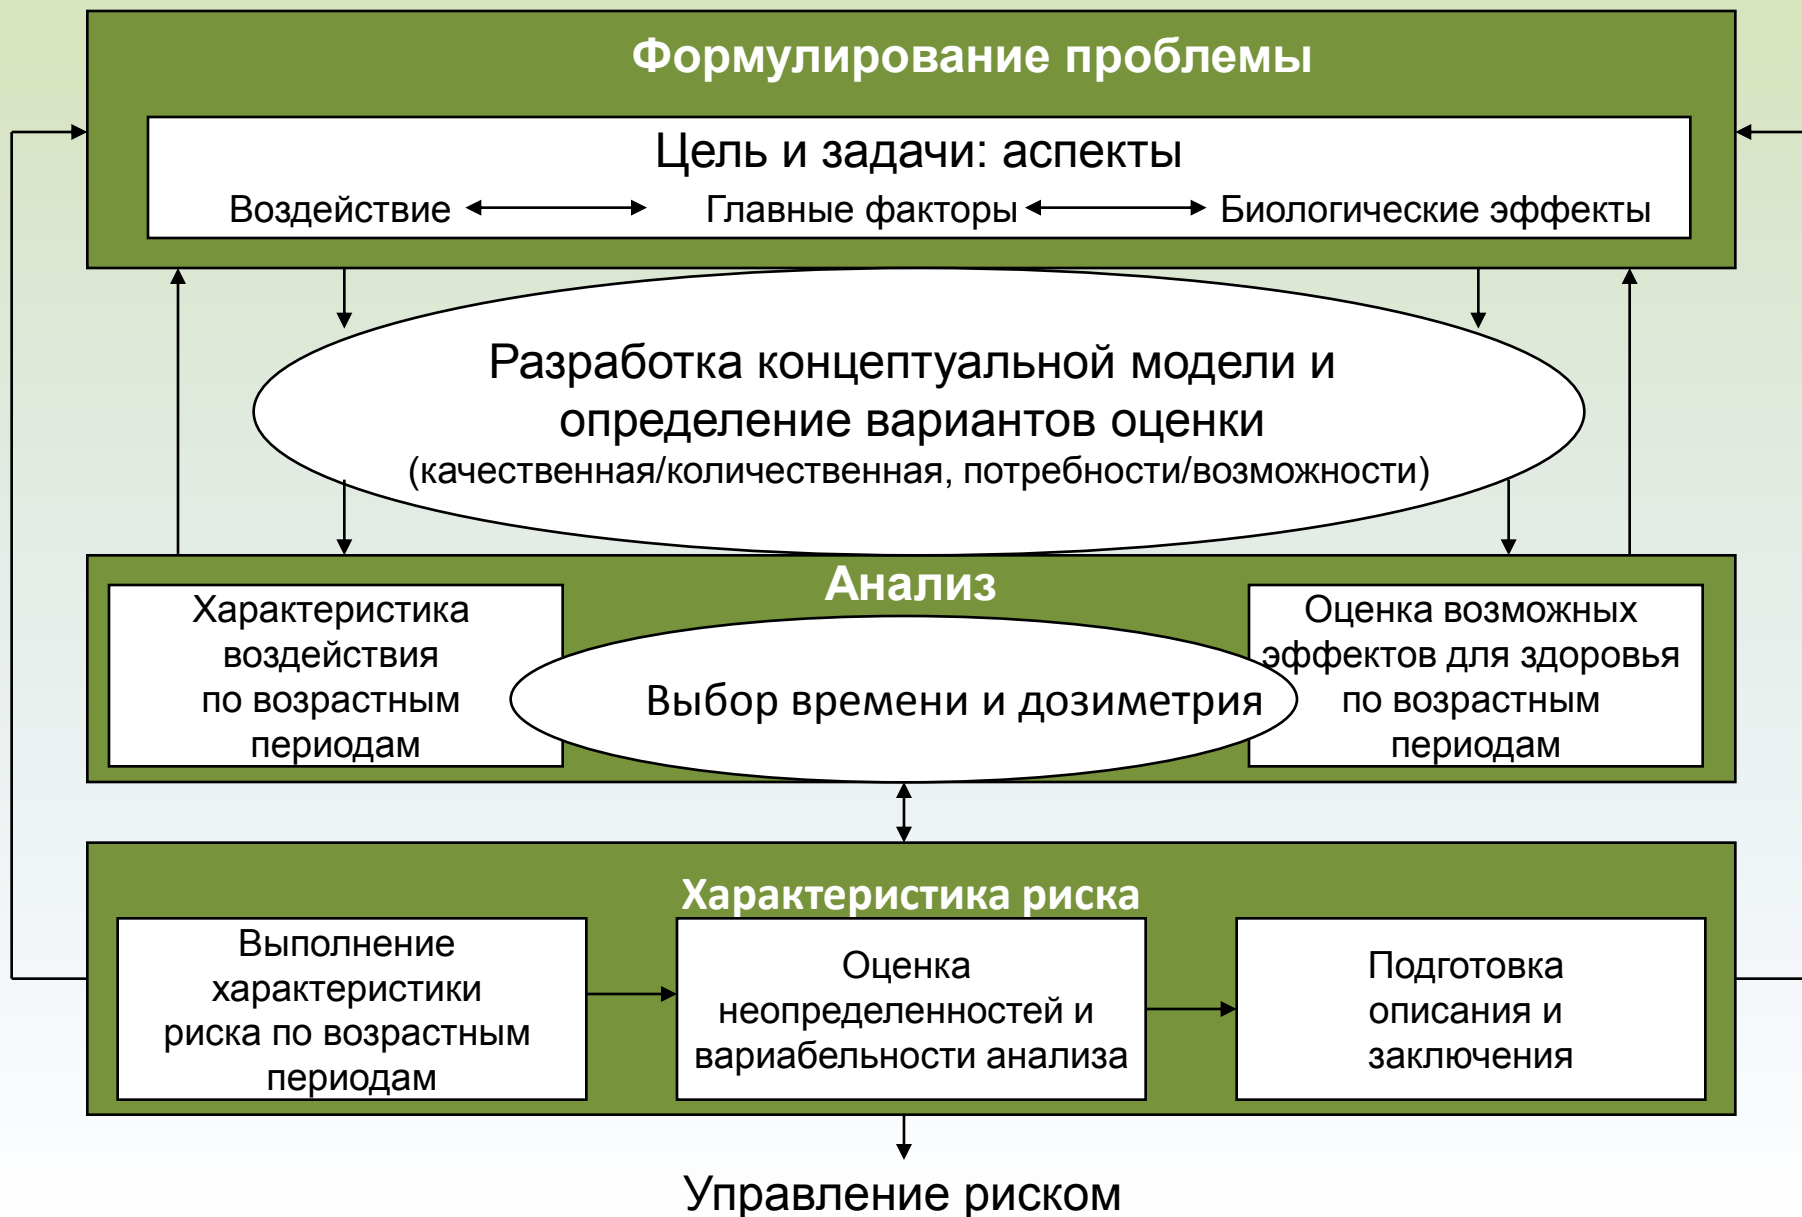 Формулирование проблемы
Цель и задачи: аспекты
Воздействие Главные факторы Биологические эффекты
Разработка концептуальной модели и
определение вариантов оценки
(качественная/количественная, потребности/возможности)
Анализ
Характеристика
воздействия
по возрастным
периодам
Выбор времени и дозиметрия
Оценка возможных
эффектов для здоровья
по возрастным
периодам
Характеристика риска
Выполнение
характеристики
риска по возрастным
периодам
Оценка
неопределенностей и
вариабельности анализа
Подготовка
описания и
заключения
Управление риском